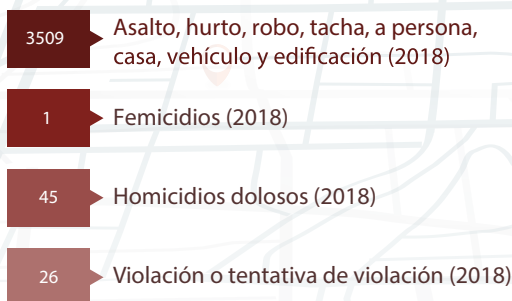 3509
Asalto, hurto, robo, tacha, a persona,
casa, vehículo y edificación (2018)
1
Femicidios (2018)
45
Homicidios dolosos (2018)
26
Violación o tentativa de violación (2018)